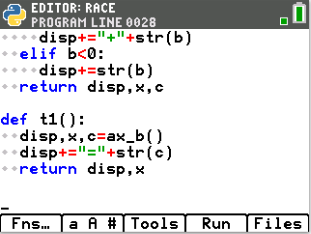 EDITOR: RACE
PROGRAM LINE 0028
disp+="+"+str(b)
elif b<0:
disp+=str(b)
return disp,x,c
def t1():
disp,x,c=ax_b()
disp+="="+str(c)
return disp,x
_
Fns… a A # Tools Run Files